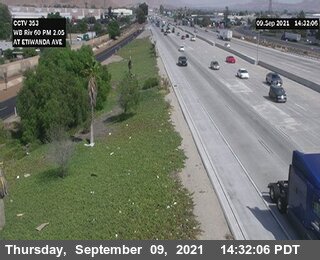 CCTV 353
WB Riv 60 PM 2.05
AT ETIWANDA AVE
09.Sep 2021 14:32:06
Thursday, September 09, 2021 14:32:06 PDT